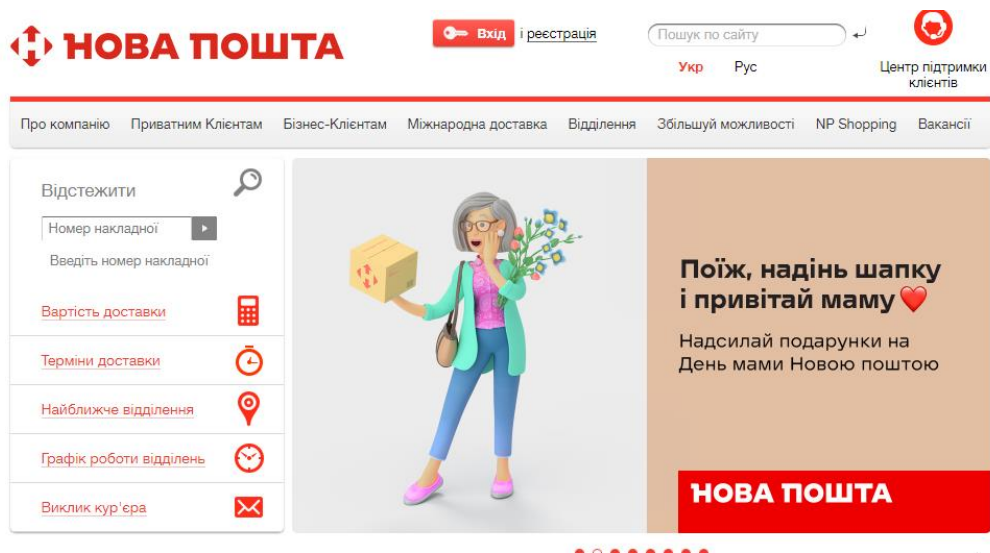 НОВА ПОШТА
Вхід і реєстрація
Пошук по сайту
Укр Рус
Центр підтримки
клієнтів
Про компанію Приватним Клієнтам Бізнес-Клієнтам Міжнародна доставка Відділення Збільшуй можливості NP Shopping Вакансії
Відстежити
Номер накладної
Введіть номер накладної
Вартість доставки
Терміни доставки
Найближче відділення
Графік роботи відділень
Виклик кур'єра
Поїж, надінь шапку
і привітай маму❤️
Надсилай подарунки на
День мами Новою поштою
НОВА ПОШТА